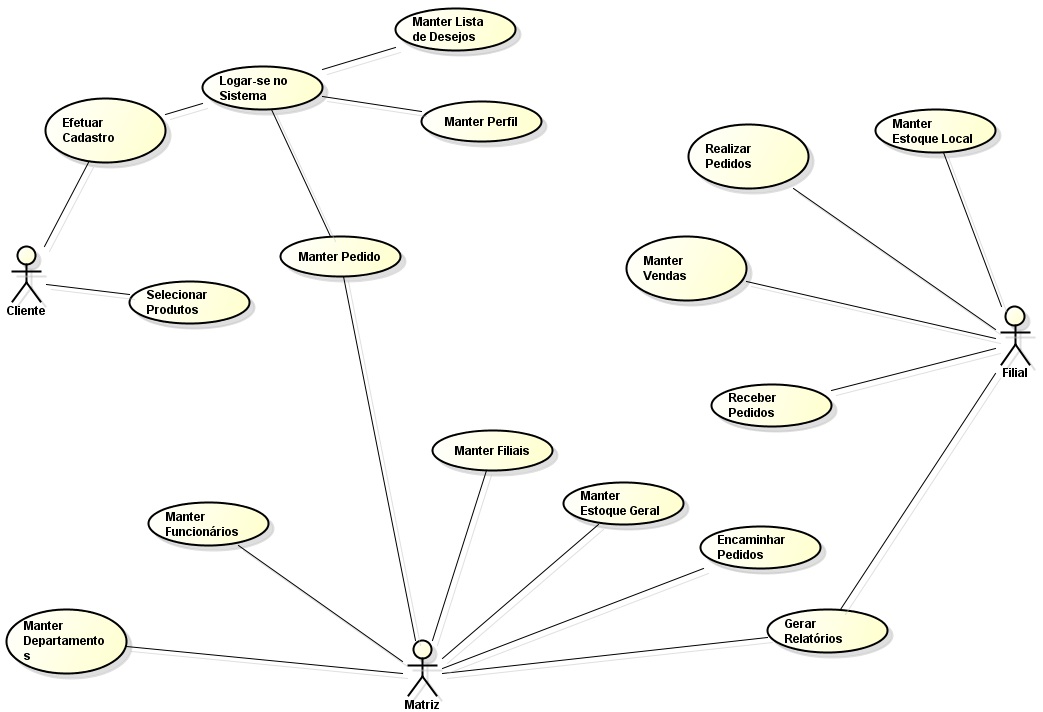 Manter Lista
de Desejos
Logar-se no
Sistema
Efetuar
Cadastro
Manter Perfil
Manter
Estoque Local
Realizar
Pedidos
Manter Pedido
Manter
Vendas
Cliente
Selecionar
Produtos
Filial
Receber
Pedidos
Manter Filiais
Manter
Estoque Geral
Manter
Funcionários
Encaminhar
Pedidos
Manter
Departamento
s
Gerar
Relatórios
Matriz